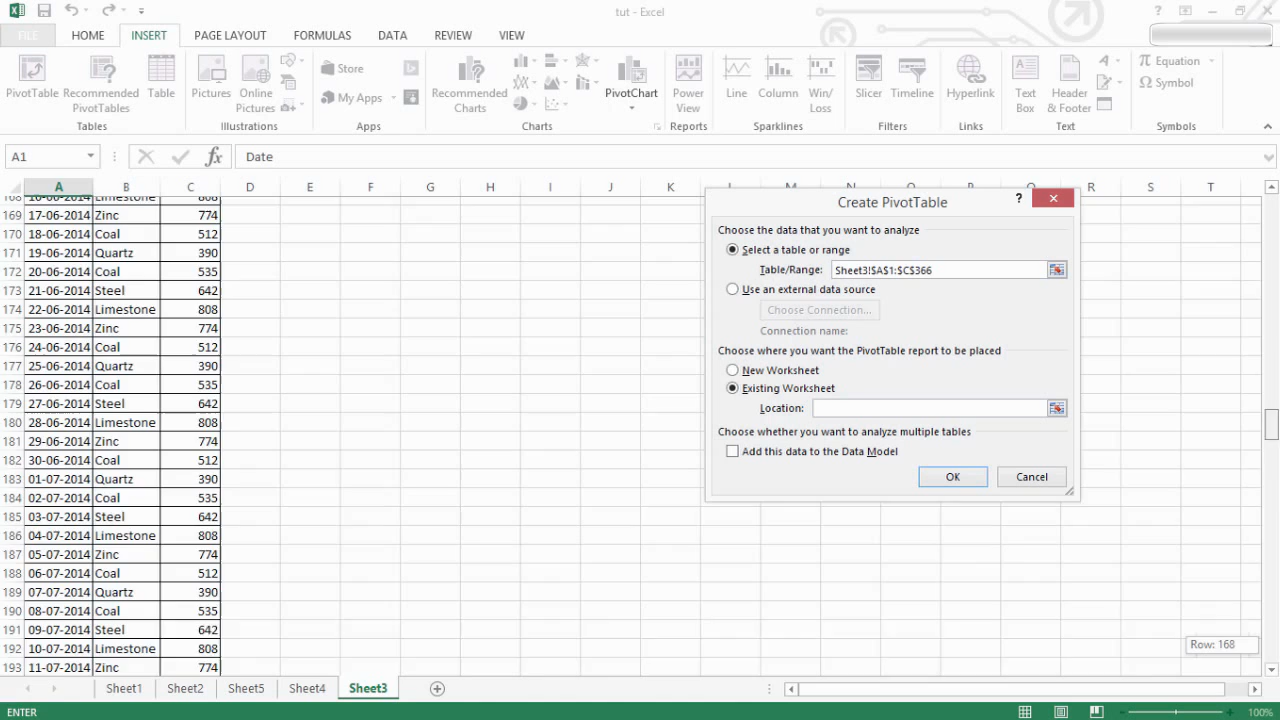 tut - Excel
FILE HOME INSERT PAGE LAYOUT FORMULAS DATA REVIEW VIEW
PivotTable Recommended PivotTables Table Pictures Online Pictures Store My Apps Recommended Charts PivotChart Power View Line Column Win/ Loss Slicer Timeline Hyperlink Text Box Header & Footer Equation Symbol
Tables Illustrations Apps Charts Reports Sparklines Filters Links Text Symbols
A1 fx Date
A B C D E F G H I J K L M N O P Q R S T
168 16-06-2014 Limestone 808
169 17-06-2014 Zinc 774
170 18-06-2014 Coal 512
171 19-06-2014 Quartz 390
172 20-06-2014 Coal 535
173 21-06-2014 Steel 642
174 22-06-2014 Limestone 808
175 23-06-2014 Zinc 774
176 24-06-2014 Coal 512
177 25-06-2014 Quartz 390
178 26-06-2014 Coal 535
179 27-06-2014 Steel 642
180 28-06-2014 Limestone 808
181 29-06-2014 Zinc 774
182 30-06-2014 Coal 512
183 01-07-2014 Quartz 390
184 02-07-2014 Coal 535
185 03-07-2014 Steel 642
186 04-07-2014 Limestone 808
187 05-07-2014 Zinc 774
188 06-07-2014 Coal 512
189 07-07-2014 Quartz 390
190 08-07-2014 Coal 535
191 09-07-2014 Steel 642
192 10-07-2014 Limestone 808
193 11-07-2014 Zinc 774
Create PivotTable ?
Choose the data that you want to analyze
Select a table or range
Table/Range: Sheet3!$A$1:$C$366
Use an external data source
Choose Connection...
Connection name:
Choose where you want the PivotTable report to be placed
New Worksheet
Existing Worksheet
Location:
Choose whether you want to analyze multiple tables
Add this data to the Data Model
OK Cancel
Row: 168
Sheet1 Sheet2 Sheet5 Sheet4 Sheet3
ENTER 100%